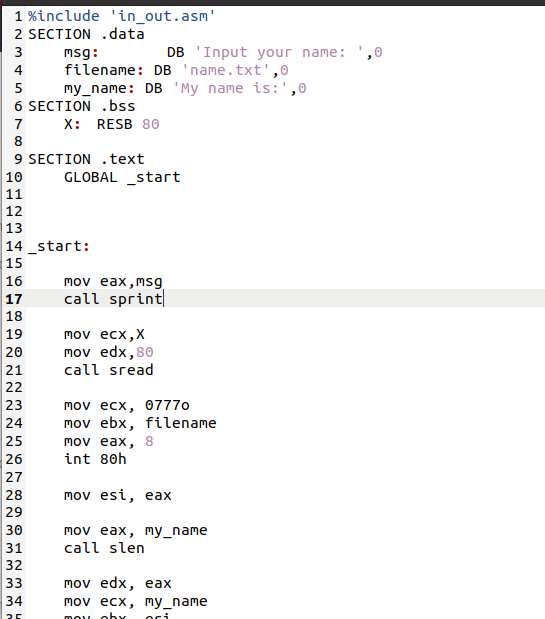 1 %include 'in_out.asm'
2 SECTION .data
3     msg:       DB 'Input your name: ',0
4     filename: DB 'name.txt',0
5     my_name: DB 'My name is:',0
6 SECTION .bss
7     X:  RESB 80
8
9 SECTION .text
10     GLOBAL _start
11
12
13
14 _start:
15
16     mov eax,msg
17     call sprint
18
19     mov ecx,X
20     mov edx,80
21     call sread
22
23     mov ecx, 0777o
24     mov ebx, filename
25     mov eax, 8
26     int 80h
27
28     mov esi, eax
29
30     mov eax, my_name
31     call slen
32
33     mov edx, eax
34     mov ecx, my_name
35     mov ebx, esi